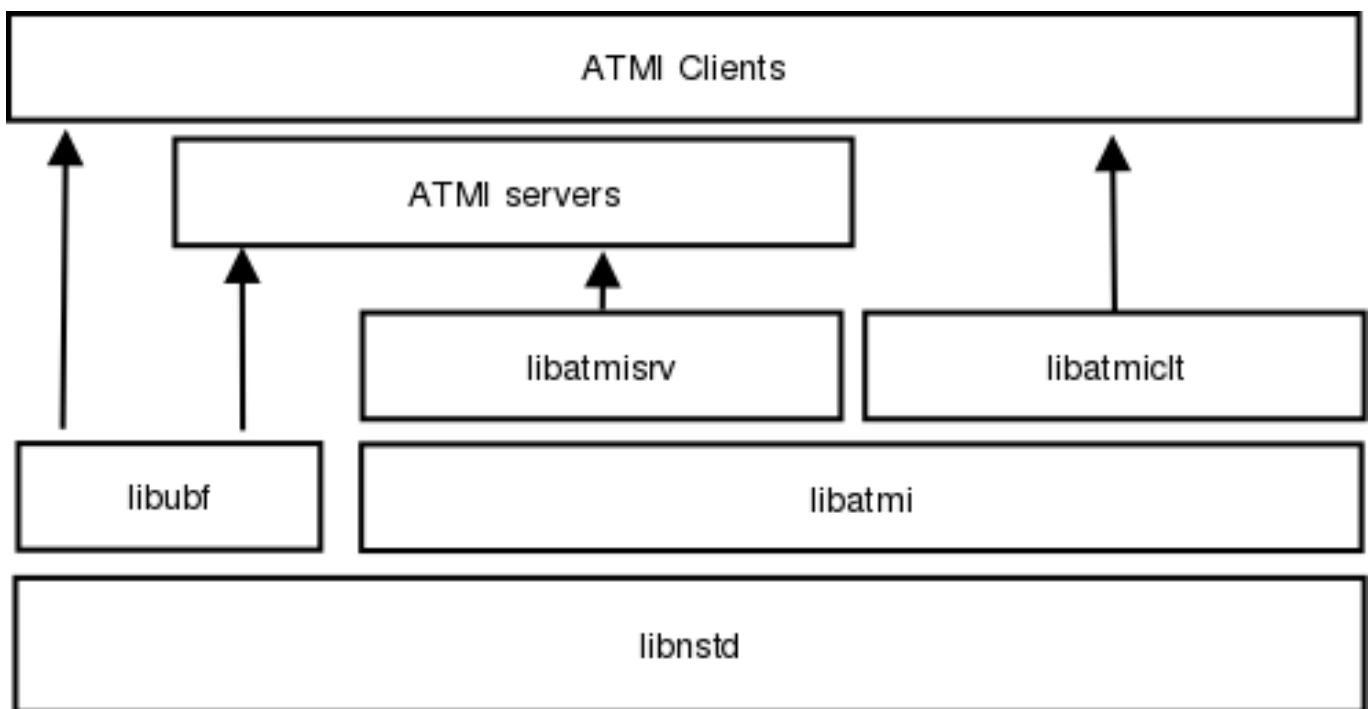 ATMI Clients
ATMI servers
libatmisrv
libatmiclt
libubf
libatmi
libnstd